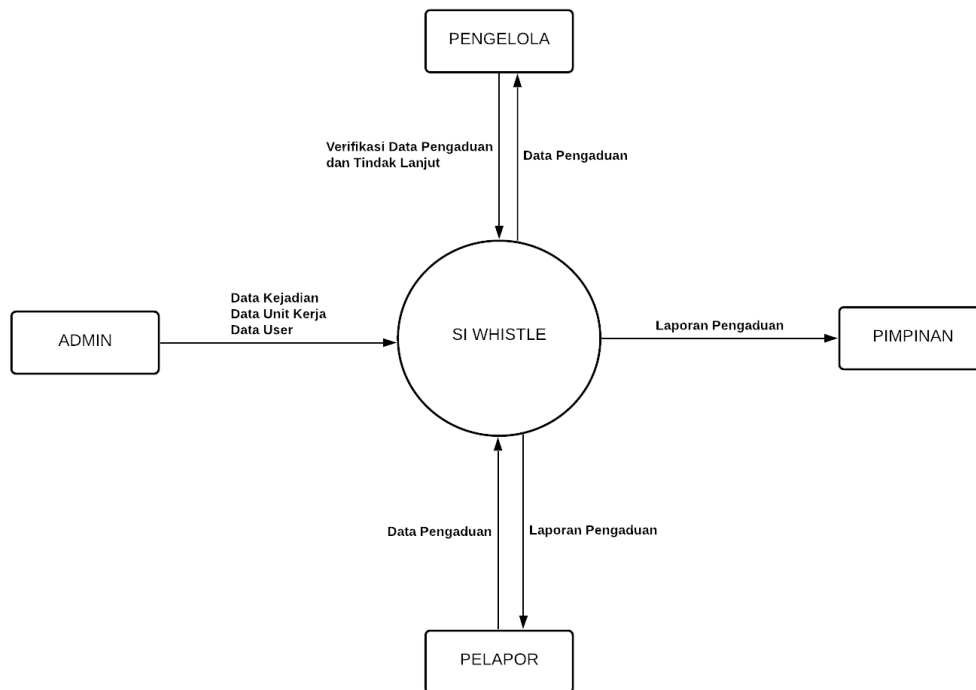 PENGELOLA
Verifikasi Data Pengaduan
dan Tindak Lanjut
Data Pengaduan
Data Kejadian
Data Unit Kerja
Data User
ADMIN
SI WHISTLE
Laporan Pengaduan
PIMPINAN
Data Pengaduan
Laporan Pengaduan
PELAPOR